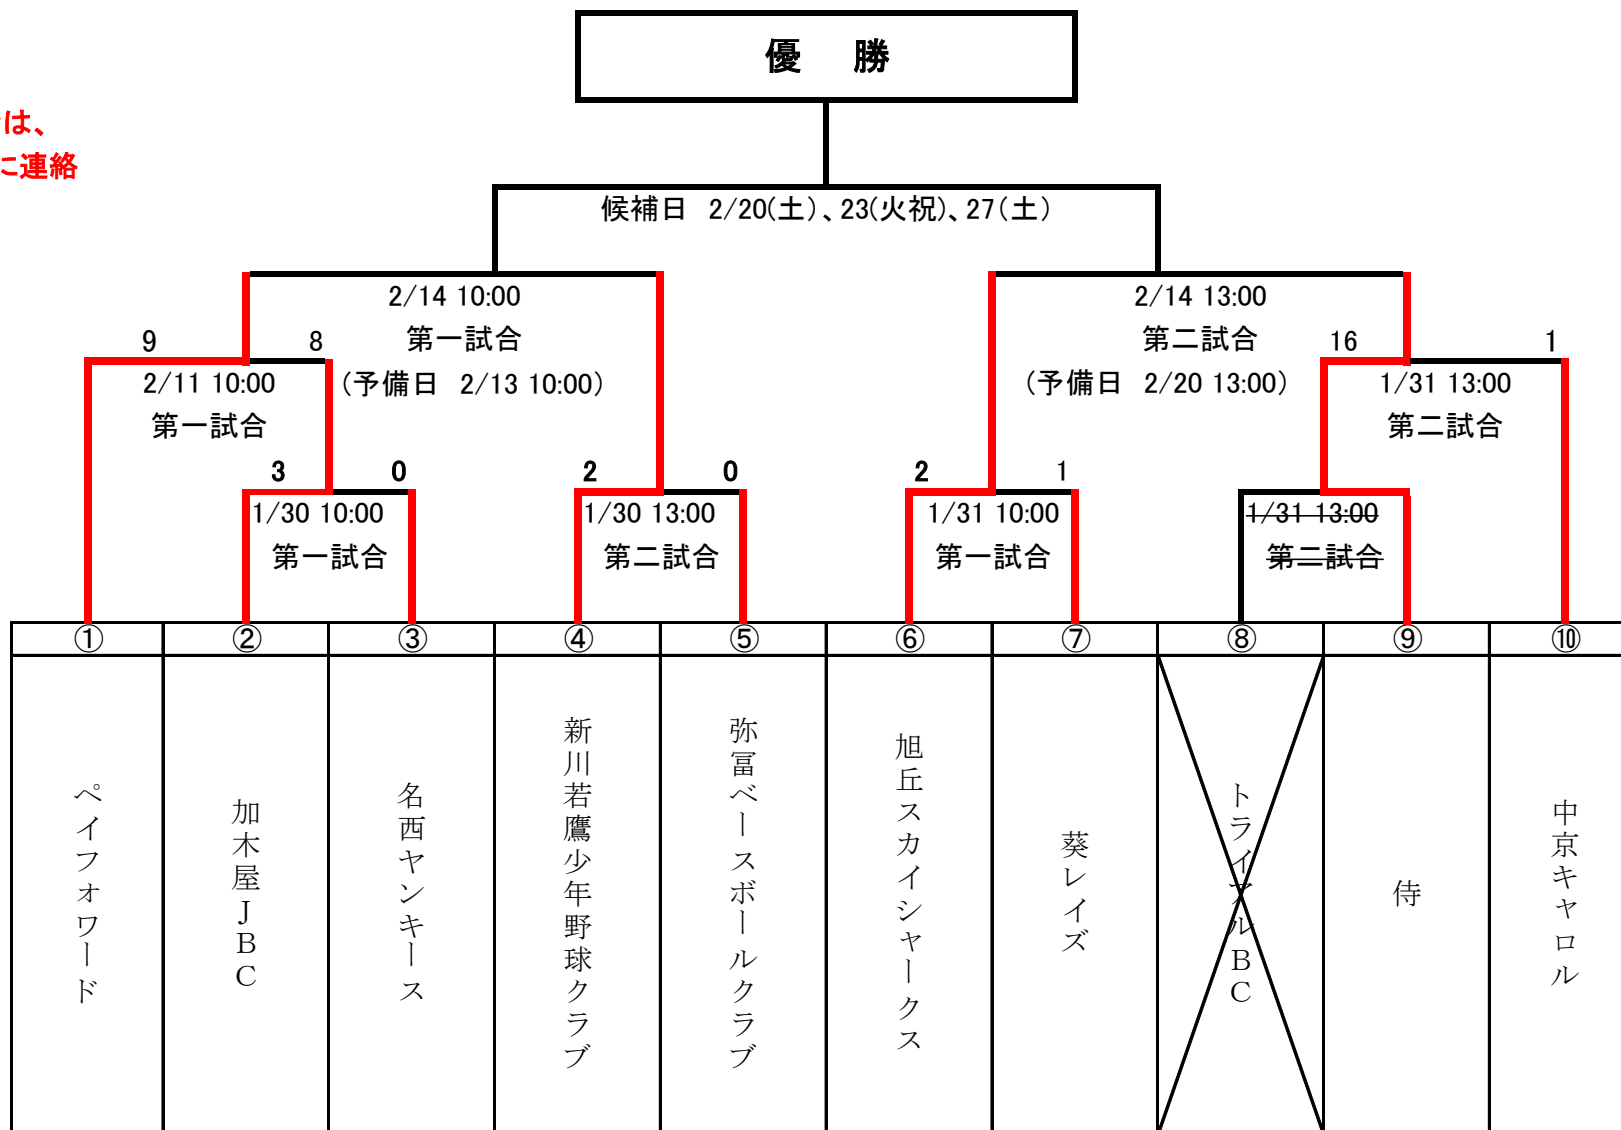 優　勝
は、
に連絡
候補日　2/20(土)、23(火祝)、27(土)
2/14 10:00
第一試合
(予備日　2/13 10:00)
2/14 13:00
第二試合
(予備日　2/20 13:00)
9
8
2/11 10:00
第一試合
16
1
1/31 13:00
第二試合
3
0
1/30 10:00
第一試合
2
0
1/30 13:00
第二試合
2
1
1/31 10:00
第一試合
1/31 13:00
第二試合
①
②
③
④
⑤
⑥
⑦
⑧
⑨
⑩
ペイフォワード
加木屋JBC
名西ヤンキース
新川若鷹少年野球クラブ
弥冨ベースボールクラブ
旭丘スカイシャークス
葵レイズ
トライアルBC
侍
中京キャロル